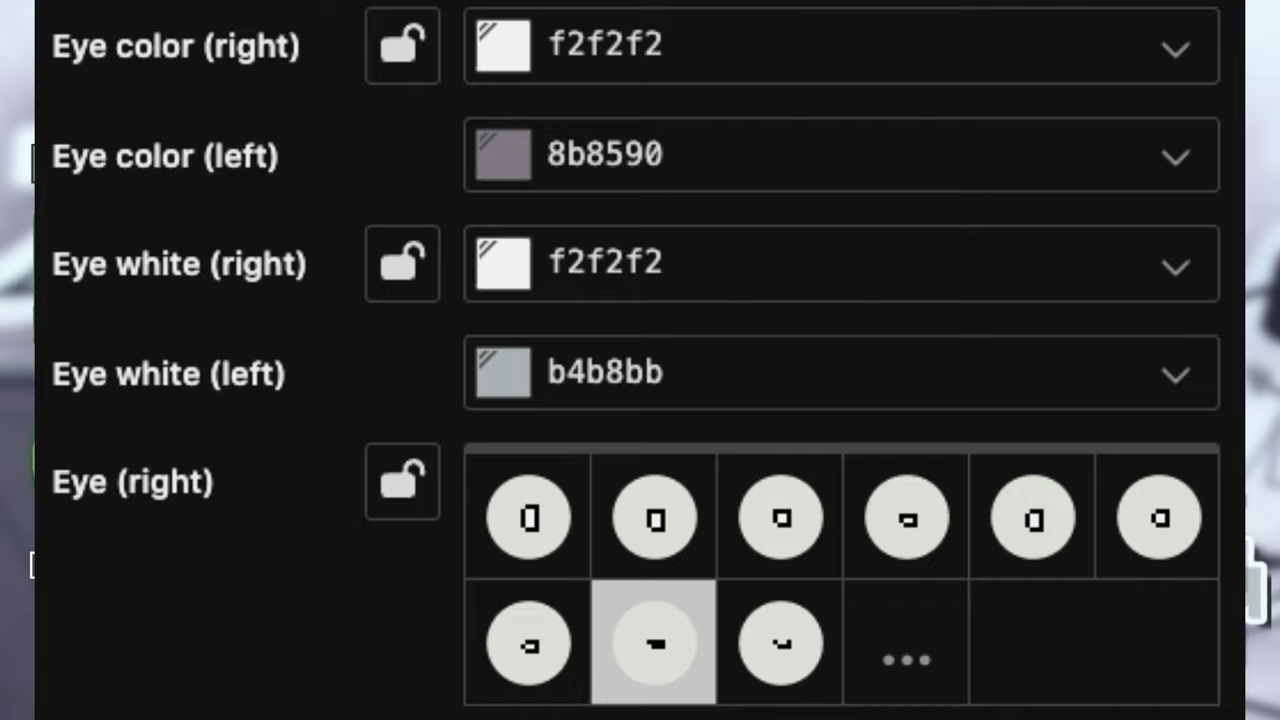 Eye color (right)
f2f2f2
Eye color (left)
8b8590
Eye white (right)
f2f2f2
Eye white (left)
b4b8bb
Eye (right)
...